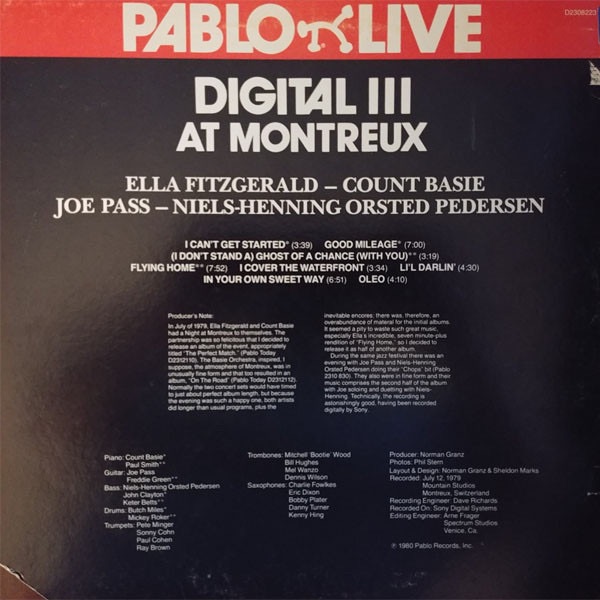 PABLO LIVE
D2308223
DIGITAL III
AT MONTREUX
ELLA FITZGERALD – COUNT BASIE
JOE PASS – NIELS-HENNING ORSTED PEDERSEN
I CAN'T GET STARTED* (3:39) GOOD MILEAGE* (7:00)
(I DON'T STAND A) GHOST OF A CHANCE (WITH YOU)** (3:19)
FLYING HOME** (7:52) I COVER THE WATERFRONT (3:34) LI'L DARLIN' (4:30)
IN YOUR OWN SWEET WAY (6:51) OLEO (4:10)
Producer's Note:
In July of 1979, Ella Fitzgerald and Count Basie
had a Night at Montreux to themselves. The
partnership was so felicitous that I decided to
release an album of the event, appropriately
titled "The Perfect Match." (Pablo Today
D2312110). The Basie Orchestra, inspired, I
suppose, the atmosphere of Montreux, was in
unusually fine form and that too resulted in an
album, "On The Road" (Pablo Today D2312112).
Normally the two concert sets would have timed
to just about perfect album length, but because
the evening was such a happy one, both artists
did longer than usual programs, plus the
inevitable encores; there was, therefore, an
overabundance of material for the initial albums.
It seemed a pity to waste such great music,
especially Ella's incredible, seven minute-plus
rendition of "Flying Home," so I decided to
release it as half of another album.
During the same jazz festival there was an
evening with Joe Pass and Niels-Henning
Orsted Pedersen doing their "Chops" bit (Pablo
2310 830). They also were in fine form and their
music comprises the second half of the album
with Joe soloing and duetting with Niels-
Henning. Technically, the recording is
astonishingly good, having been recorded
digitally by Sony.
Piano: Count Basie*
Paul Smith**
Guitar: Joe Pass
Freddie Green**
Bass: Niels-Henning Orsted Pedersen
John Clayton*
Keter Betts**
Drums: Butch Miles*
Mickey Roker**
Trumpets: Pete Minger
Sonny Cohn
Paul Cohen
Ray Brown
Trombones: Mitchell 'Bootie' Wood
Bill Hughes
Mel Wanzo
Dennis Wilson
Saxophones: Charlie Fowlkes
Eric Dixon
Bobby Plater
Danny Turner
Kenny Hing
Producer: Norman Granz
Photos: Phil Stern
Layout & Design: Norman Granz & Sheldon Marks
Recorded: July 12, 1979
Mountain Studios
Montreux, Switzerland
Recording Engineer: Dave Richards
Recorded On: Sony Digital Systems
Editing Engineer: Arne Frager
Spectrum Studios
Venice, Ca.
℗ 1980 Pablo Records, Inc.